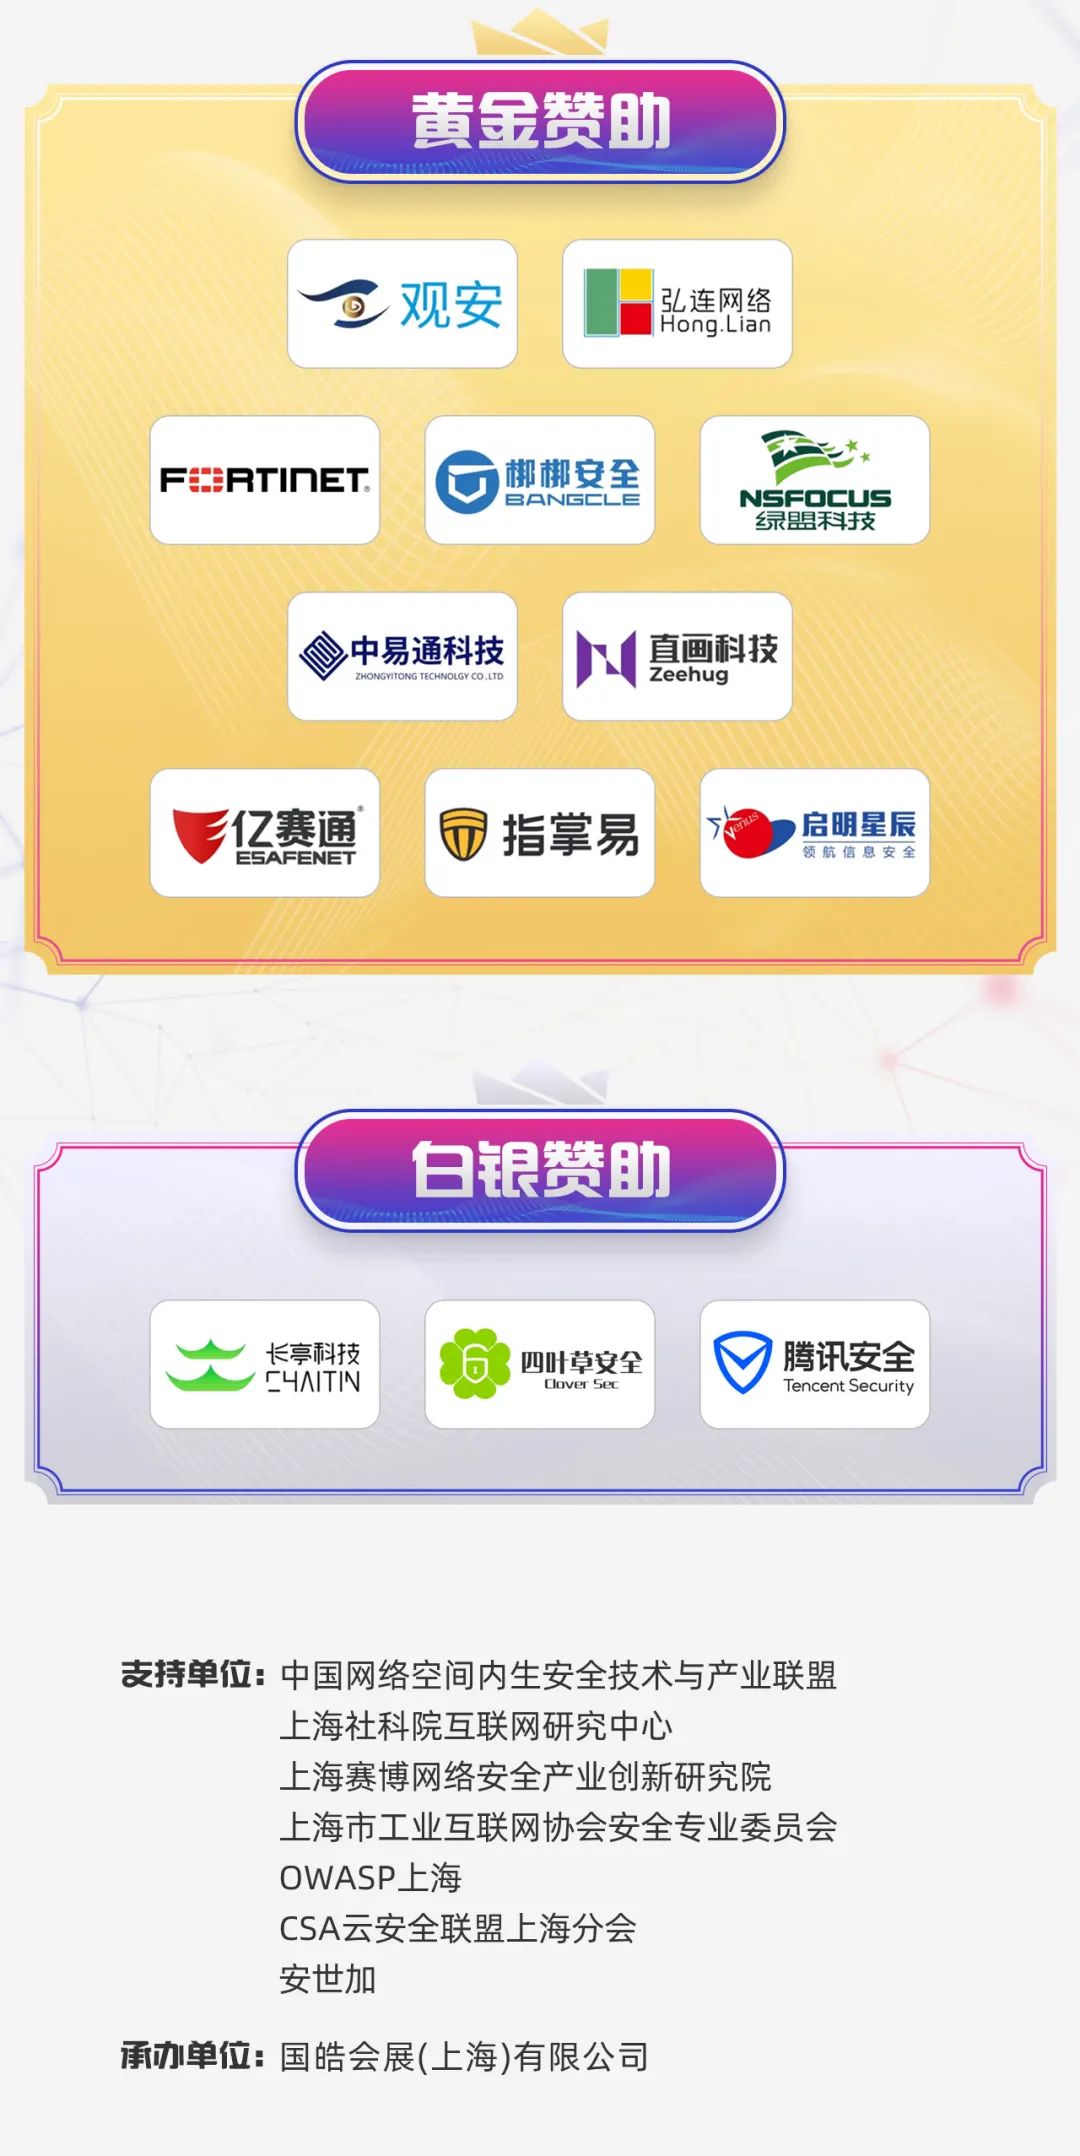 黄金赞助
观安
弘连网络
Hong.Lian
FORTINET®
梆梆安全
BANGCLE
NSFOCUS
绿盟科技
中易通科技
ZHONGYITONG TECHNOLGY CO.,LTD.
直画科技
Zeehug
亿赛通®
ESAFENET
指掌易
Venus
启明星辰
领航信息安全
白银赞助
长亭科技
CHAITIN
四叶草安全
Clover Sec
腾讯安全
Tencent Security
支持单位：中国网络空间内生安全技术与产业联盟
上海社科院互联网研究中心
上海赛博网络安全产业创新研究院
上海市工业互联网协会安全专业委员会
OWASP上海
CSA云安全联盟上海分会
安世加
承办单位：国皓会展(上海)有限公司